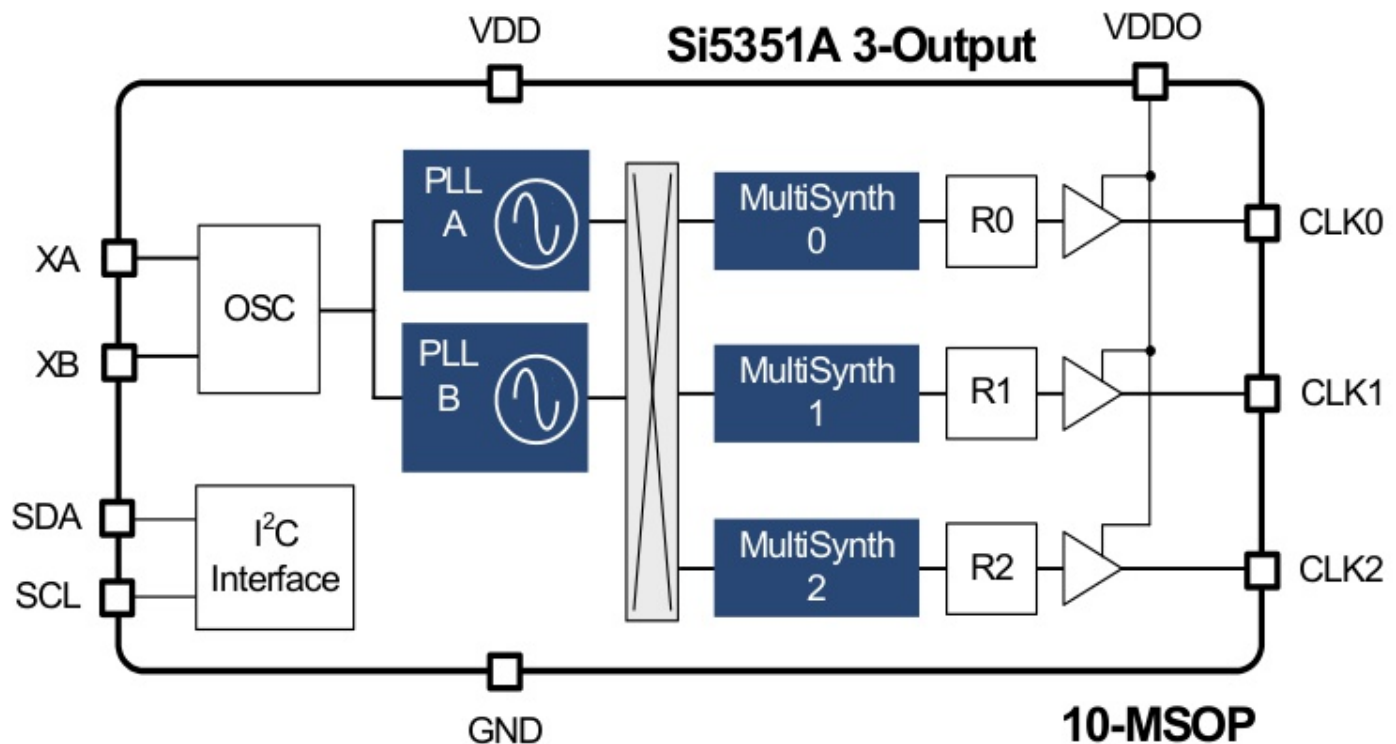 VDD
Si5351A 3-Output
VDDO
PLL
A
MultiSynth
0
R0
CLK0
XA
OSC
XB
PLL
B
MultiSynth
1
R1
CLK1
SDA
I²C
Interface
SCL
MultiSynth
2
R2
CLK2
GND
10-MSOP